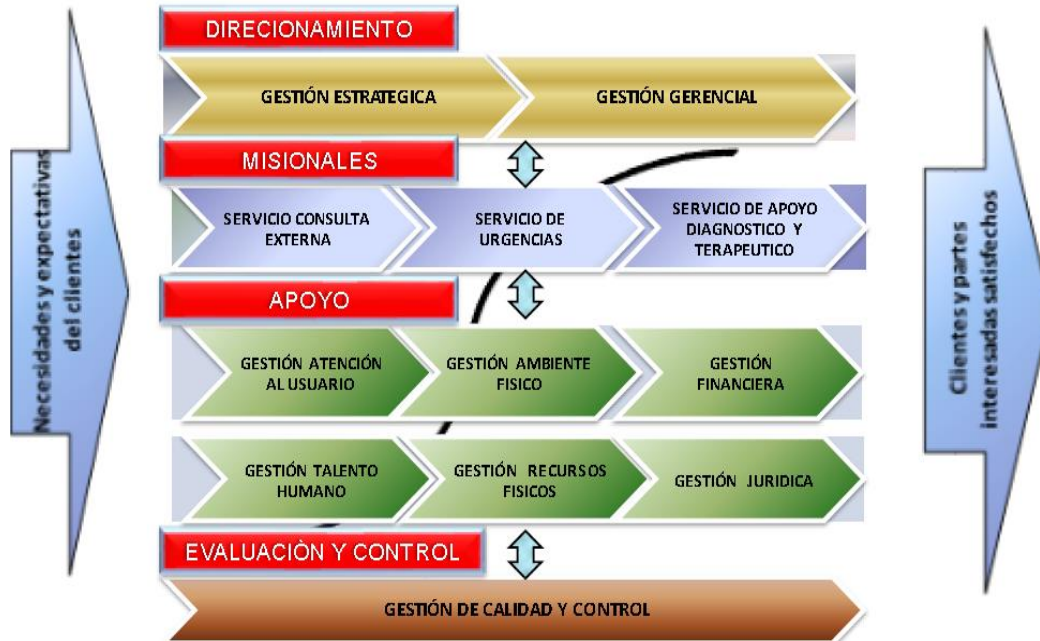 DIRECIONAMIENTO
GESTIÓN ESTRATEGICA
GESTIÓN GERENCIAL
MISIONALES
SERVICIO CONSULTA
EXTERNA
SERVICIO DE
URGENCIAS
SERVICIO DE APOYO
DIAGNOSTICO Y
TERAPEUTICO
APOYO
GESTIÓN ATENCIÓN
AL USUARIO
GESTIÓN AMBIENTE
FISICO
GESTIÓN
FINANCIERA
GESTIÓN TALENTO
HUMANO
GESTIÓN RECURSOS
FISICOS
GESTIÓN JURIDICA
EVALUACIÒN Y CONTROL
GESTIÓN DE CALIDAD Y CONTROL
Necesidades y expectativas
del clientes
Clientes y partes
interesadas satisfechos